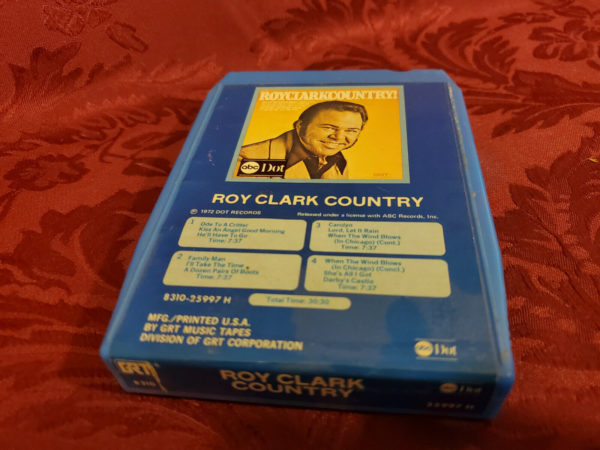 ROYCLARKCOUNTRY!
abc Dot
ROY CLARK COUNTRY
℗ 1972 DOT RECORDS
Released under a license with ABC Records, Inc.
1 Ode To A Critter
Kiss An Angel Good Morning
He'll Have To Go
Time: 7:37
2 Family Man
I'll Take The Time
A Dozen Pairs Of Boots
Time: 7:37
3 Carolyn
Lord, Let It Rain
When The Wind Blows
(In Chicago) (Cont.)
Time: 7:37
4 When The Wind Blows
(In Chicago) (Concl.)
She's All I Got
Darby's Castle
Time: 7:37
8310-25997 H
Total Time: 30:30
MFG./PRINTED U.S.A.
BY GRT MUSIC TAPES
DIVISION OF GRT CORPORATION
abc Dot
GRT
8310
ROY CLARK
COUNTRY
abc Dot
25997 H